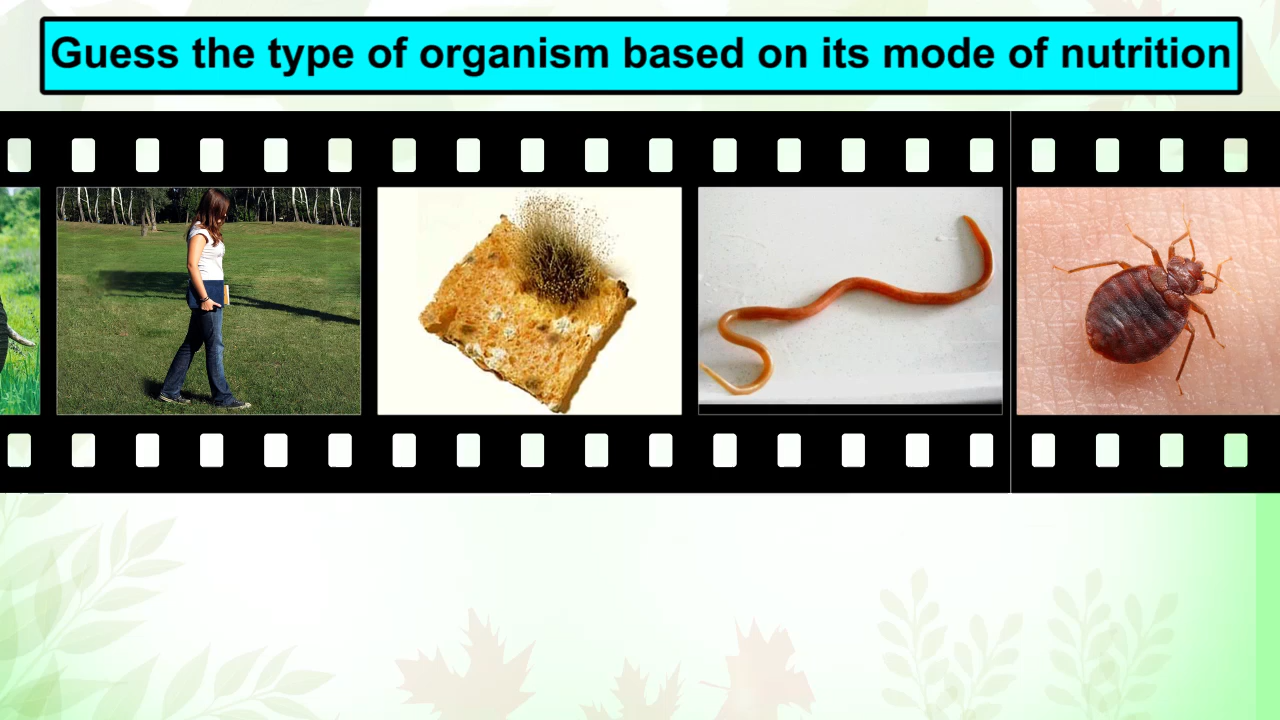 Guess the type of organism based on its mode of nutrition